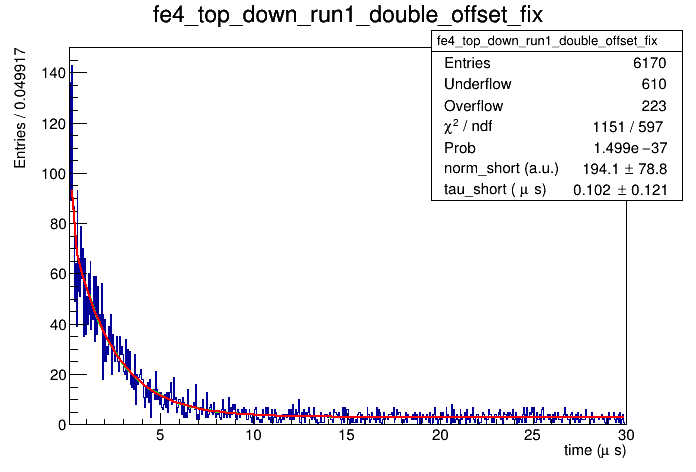 fe4_top_down_run1_double_offset_fix
fe4_top_down_run1_double_offset_fix
Entries 6170
Underflow 610
Overflow 223
χ² / ndf 1151 / 597
Prob 1.499e−37
norm_short (a.u.) 194.1 ± 78.8
tau_short ( μ s) 0.102 ± 0.121
Entries / 0.049917
140
120
100
80
60
40
20
0
5 10 15 20 25 30
time (μ s)